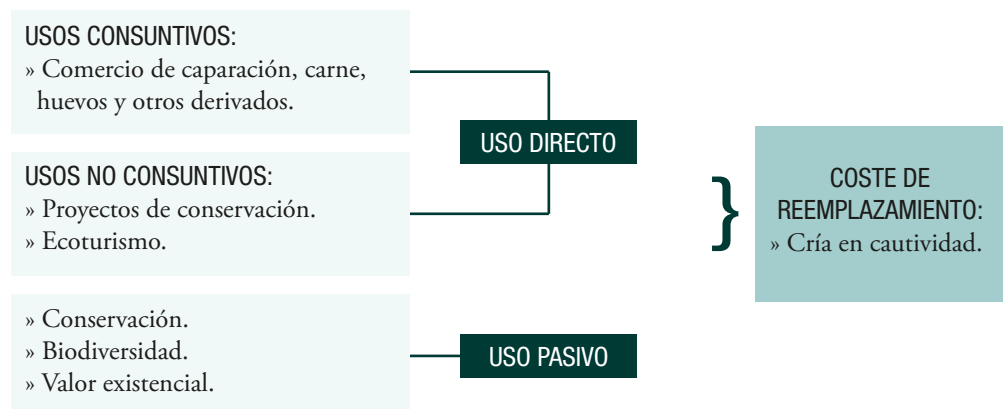 USOS CONSUNTIVOS:
» Comercio de caparación, carne,
huevos y otros derivados.
USO DIRECTO
USOS NO CONSUNTIVOS:
» Proyectos de conservación.
» Ecoturismo.
}
COSTE DE
REEMPLAZAMIENTO:
» Cría en cautividad.
» Conservación.
» Biodiversidad.
» Valor existencial.
USO PASIVO